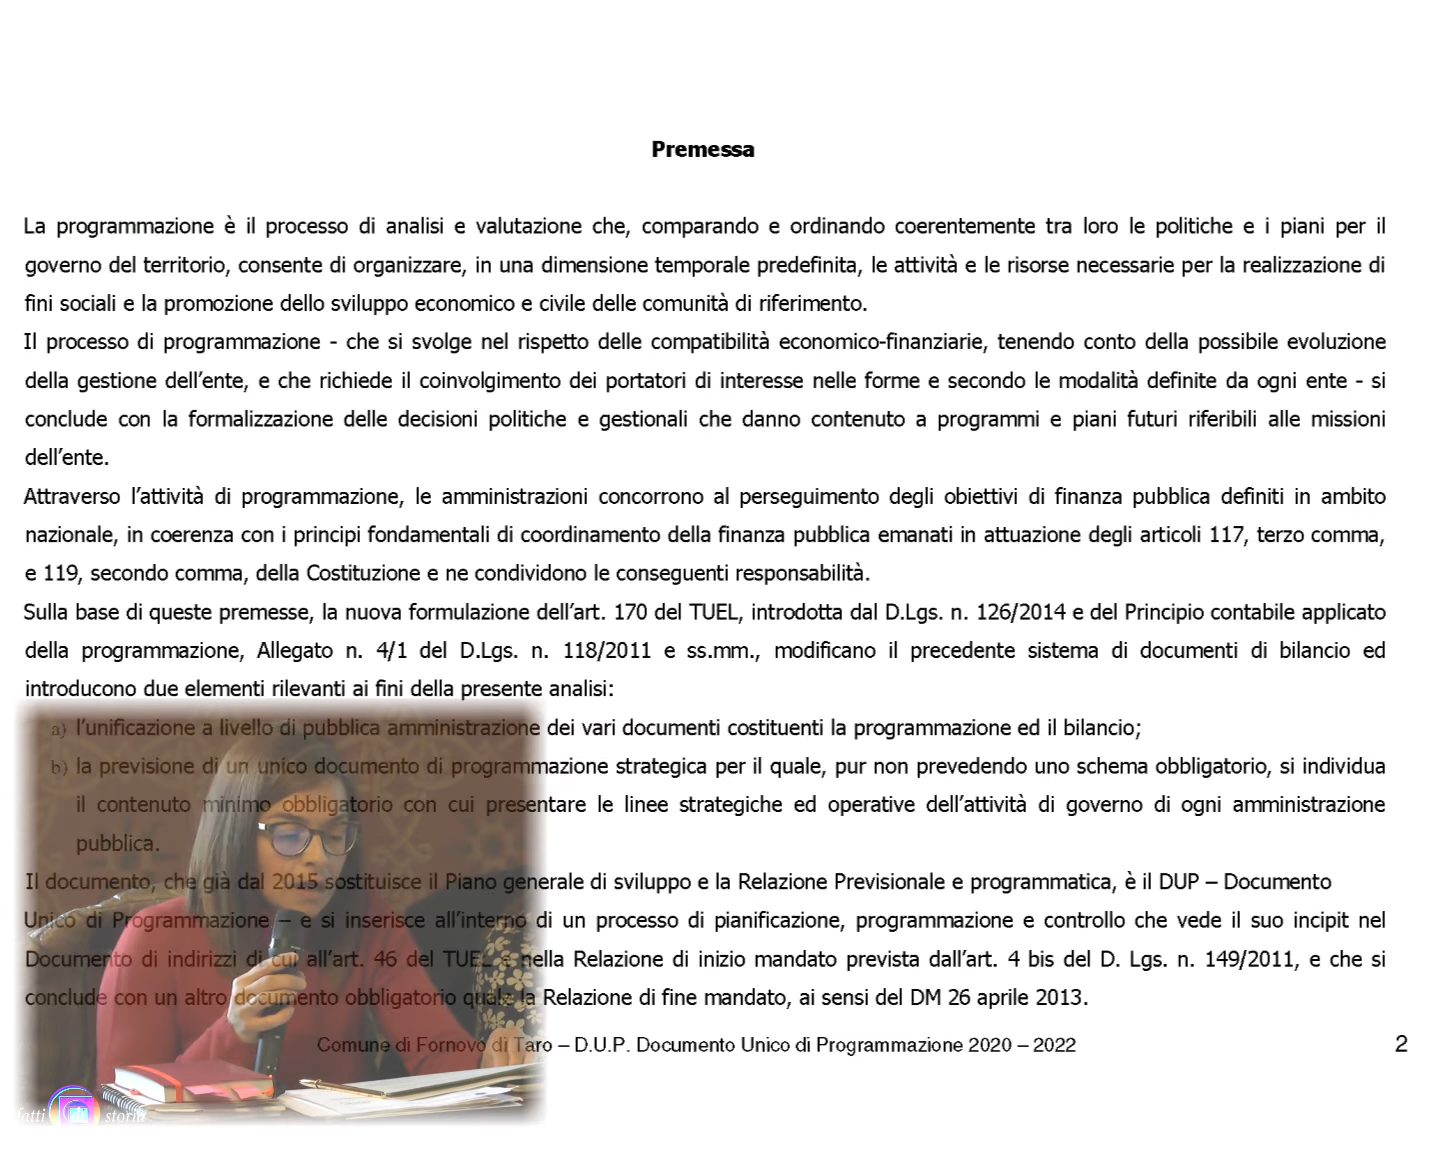 Premessa
La programmazione è il processo di analisi e valutazione che, comparando e ordinando coerentemente tra loro le politiche e i piani per il
governo del territorio, consente di organizzare, in una dimensione temporale predefinita, le attività e le risorse necessarie per la realizzazione di
fini sociali e la promozione dello sviluppo economico e civile delle comunità di riferimento.
Il processo di programmazione - che si svolge nel rispetto delle compatibilità economico-finanziarie, tenendo conto della possibile evoluzione
della gestione dell'ente, e che richiede il coinvolgimento dei portatori di interesse nelle forme e secondo le modalità definite da ogni ente - si
conclude con la formalizzazione delle decisioni politiche e gestionali che danno contenuto a programmi e piani futuri riferibili alle missioni
dell'ente.
Attraverso l'attività di programmazione, le amministrazioni concorrono al perseguimento degli obiettivi di finanza pubblica definiti in ambito
nazionale, in coerenza con i principi fondamentali di coordinamento della finanza pubblica emanati in attuazione degli articoli 117, terzo comma,
e 119, secondo comma, della Costituzione e ne condividono le conseguenti responsabilità.
Sulla base di queste premesse, la nuova formulazione dell'art. 170 del TUEL, introdotta dal D.Lgs. n. 126/2014 e del Principio contabile applicato
della programmazione, Allegato n. 4/1 del D.Lgs. n. 118/2011 e ss.mm., modificano il precedente sistema di documenti di bilancio ed
introducono due elementi rilevanti ai fini della presente analisi:
a) l'unificazione a livello di pubblica amministrazione dei vari documenti costituenti la programmazione ed il bilancio;
b) la previsione di un unico documento di programmazione strategica per il quale, pur non prevedendo uno schema obbligatorio, si individua
il contenuto minimo obbligatorio con cui presentare le linee strategiche ed operative dell'attività di governo di ogni amministrazione
pubblica.
Il documento, che già dal 2015 sostituisce il Piano generale di sviluppo e la Relazione Previsionale e programmatica, è il DUP – Documento
Unico di Programmazione – e si inserisce all'interno di un processo di pianificazione, programmazione e controllo che vede il suo incipit nel
Documento di indirizzi di cui all'art. 46 del TUEL e nella Relazione di inizio mandato prevista dall'art. 4 bis del D. Lgs. n. 149/2011, e che si
conclude con un altro documento obbligatorio quale la Relazione di fine mandato, ai sensi del DM 26 aprile 2013.
Comune di Fornovo di Taro – D.U.P. Documento Unico di Programmazione 2020 – 2022 2
fatti di storia